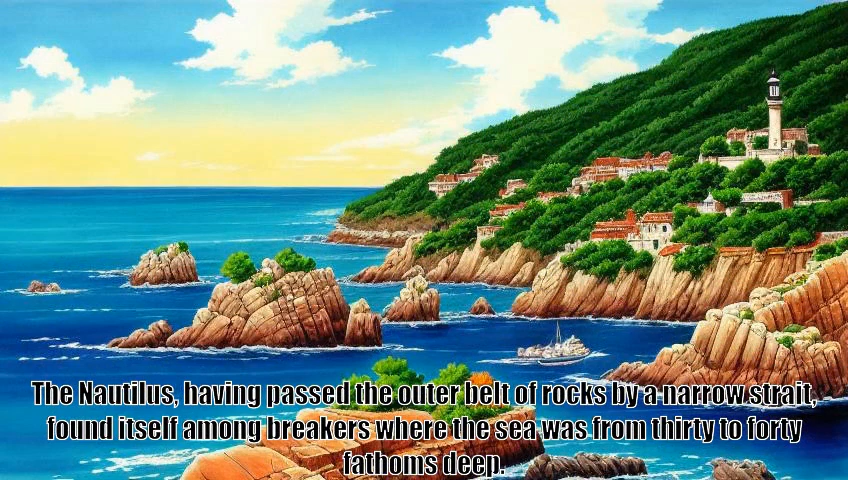 The Nautilus, having passed the outer belt of rocks by a narrow strait,
found itself among breakers where the sea was from thirty to forty
fathoms deep.